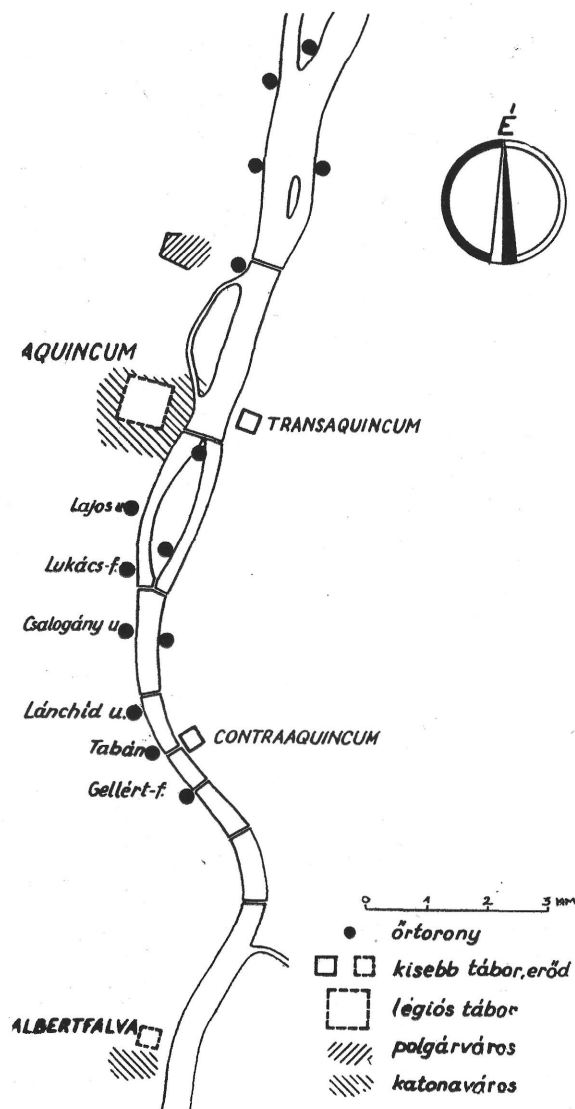 É
AQUINCUM
TRANSAQUINCUM
Lajos u
Lukács-f.
Csalogány u.
Lánchíd u.
CONTRAAQUINCUM
Tabán
Gellért-f.
0 1 2 3 KM
őrtorony
kisebb tábor, erőd
légiós tábor
ALBERTFALVA
polgárváros
katonaváros